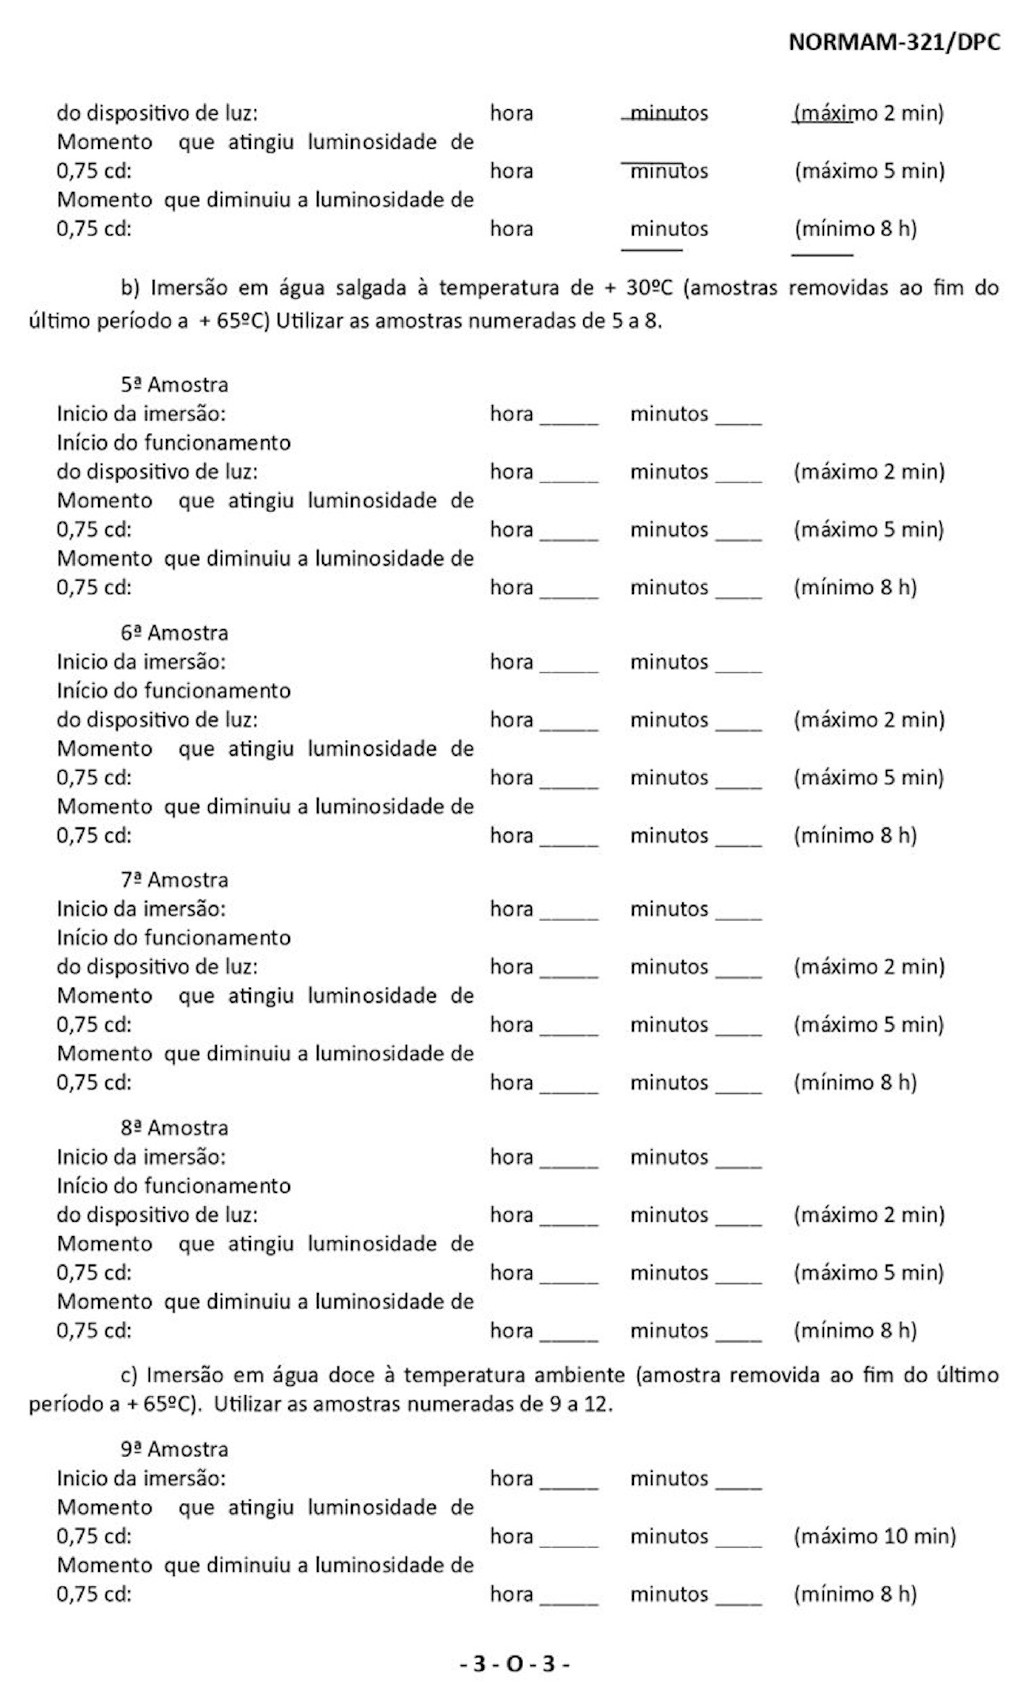 NORMAM-321/DPC
do dispositivo de luz: hora minutos (máximo 2 min)
Momento que atingiu luminosidade de
0,75 cd: hora minutos (máximo 5 min)
Momento que diminuiu a luminosidade de
0,75 cd: hora minutos (mínimo 8 h)
b) Imersão em água salgada à temperatura de + 30ºC (amostras removidas ao fim do
último período a + 65ºC) Utilizar as amostras numeradas de 5 a 8.
5ª Amostra
Inicio da imersão: hora _____ minutos ____
Início do funcionamento
do dispositivo de luz: hora _____ minutos ____ (máximo 2 min)
Momento que atingiu luminosidade de
0,75 cd: hora _____ minutos ____ (máximo 5 min)
Momento que diminuiu a luminosidade de
0,75 cd: hora _____ minutos ____ (mínimo 8 h)
6ª Amostra
Inicio da imersão: hora _____ minutos ____
Início do funcionamento
do dispositivo de luz: hora _____ minutos ____ (máximo 2 min)
Momento que atingiu luminosidade de
0,75 cd: hora _____ minutos ____ (máximo 5 min)
Momento que diminuiu a luminosidade de
0,75 cd: hora _____ minutos ____ (mínimo 8 h)
7ª Amostra
Inicio da imersão: hora _____ minutos ____
Início do funcionamento
do dispositivo de luz: hora _____ minutos ____ (máximo 2 min)
Momento que atingiu luminosidade de
0,75 cd: hora _____ minutos ____ (máximo 5 min)
Momento que diminuiu a luminosidade de
0,75 cd: hora _____ minutos ____ (mínimo 8 h)
8ª Amostra
Inicio da imersão: hora _____ minutos ____
Início do funcionamento
do dispositivo de luz: hora _____ minutos ____ (máximo 2 min)
Momento que atingiu luminosidade de
0,75 cd: hora _____ minutos ____ (máximo 5 min)
Momento que diminuiu a luminosidade de
0,75 cd: hora _____ minutos ____ (mínimo 8 h)
c) Imersão em água doce à temperatura ambiente (amostra removida ao fim do último
período a + 65ºC). Utilizar as amostras numeradas de 9 a 12.
9ª Amostra
Inicio da imersão: hora _____ minutos ____
Momento que atingiu luminosidade de
0,75 cd: hora _____ minutos ____ (máximo 10 min)
Momento que diminuiu a luminosidade de
0,75 cd: hora _____ minutos ____ (mínimo 8 h)
- 3 - O - 3 -